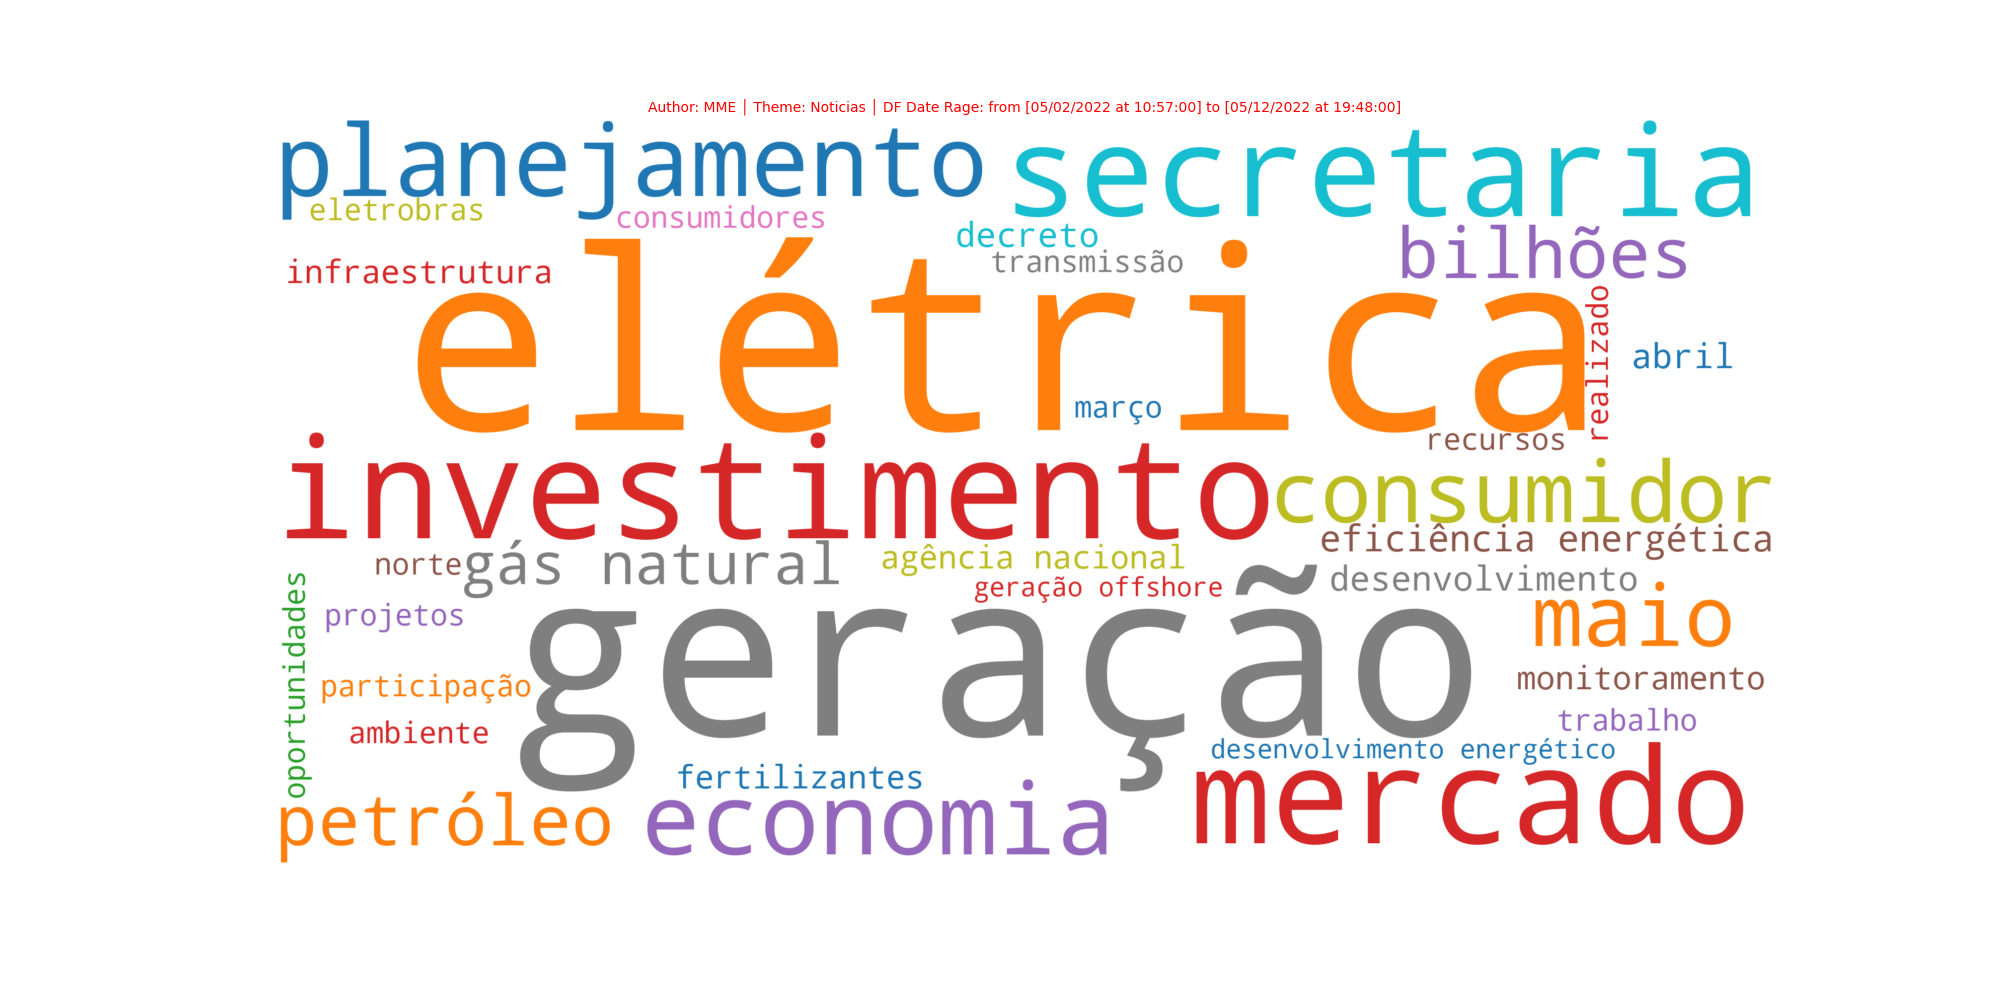 Author: MME | Theme: Noticias | DF Date Rage: from [05/02/2022 at 10:57:00] to [05/12/2022 at 19:48:00]
planejamento
secretaria
eletrobras
consumidores
decreto
bilhões
transmissão
infraestrutura
elétrica
realizado
abril
março
recursos
investimento
consumidor
eficiência energética
norte
gás natural
agência nacional
geração offshore
desenvolvimento
oportunidades
projetos
geração
maio
participação
monitoramento
ambiente
trabalho
desenvolvimento energético
fertilizantes
mercado
petróleo
economia